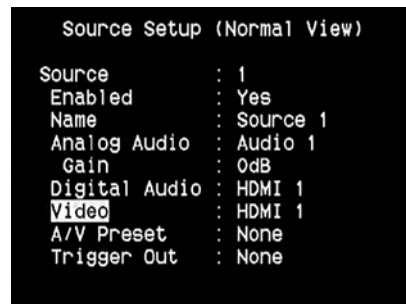 Source Setup (Normal View)
Source : 1
Enabled : Yes
Name : Source 1
Analog Audio : Audio 1
Gain : 0dB
Digital Audio : HDMI 1
Video : HDMI 1
A/V Preset : None
Trigger Out : None